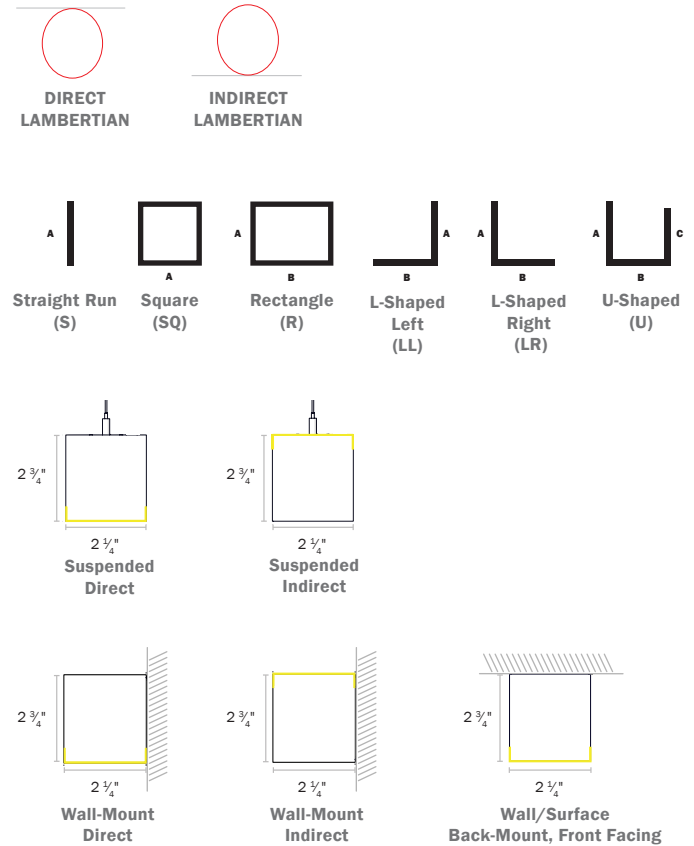 DIRECT
LAMBERTIAN
INDIRECT
LAMBERTIAN
A
A
A
B
A
B
A
B
A
B
C
Straight Run
(S)
Square
(SQ)
Rectangle
(R)
L-Shaped
Left
(LL)
L-Shaped
Right
(LR)
U-Shaped
(U)
2 3/4"
2 1/4"
Suspended
Direct
2 3/4"
2 1/4"
Suspended
Indirect
2 3/4"
2 1/4"
Wall-Mount
Direct
2 3/4"
2 1/4"
Wall-Mount
Indirect
2 3/4"
2 1/4"
Wall/Surface
Back-Mount, Front Facing